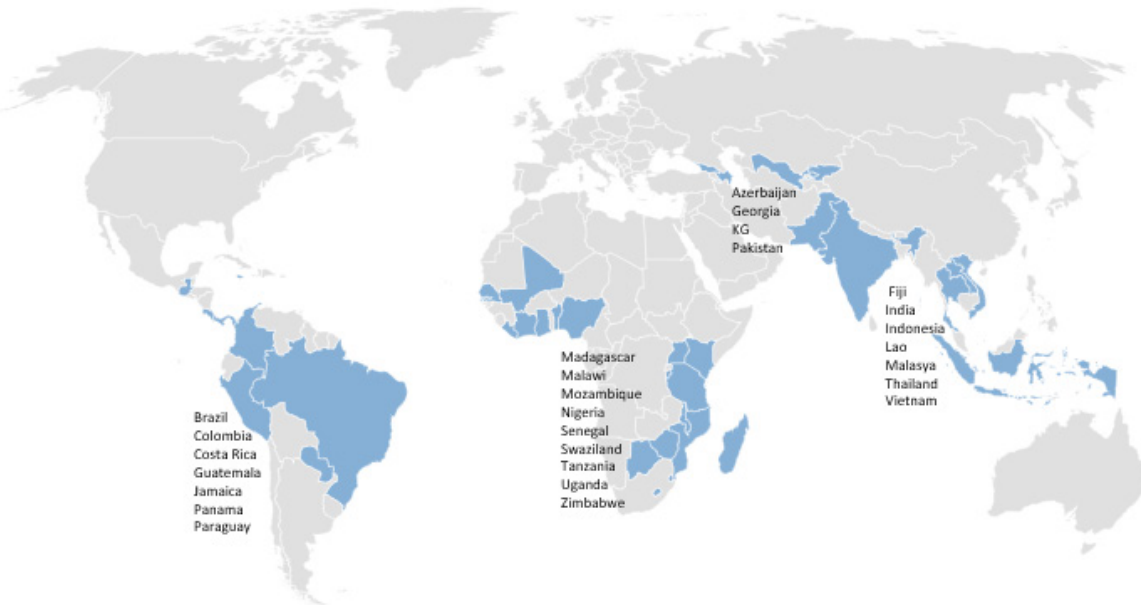 Brazil
Colombia
Costa Rica
Guatemala
Jamaica
Panama
Paraguay
Madagascar
Malawi
Mozambique
Nigeria
Senegal
Swaziland
Tanzania
Uganda
Zimbabwe
Azerbaijan
Georgia
KG
Pakistan
Fiji
India
Indonesia
Lao
Malasya
Thailand
Vietnam